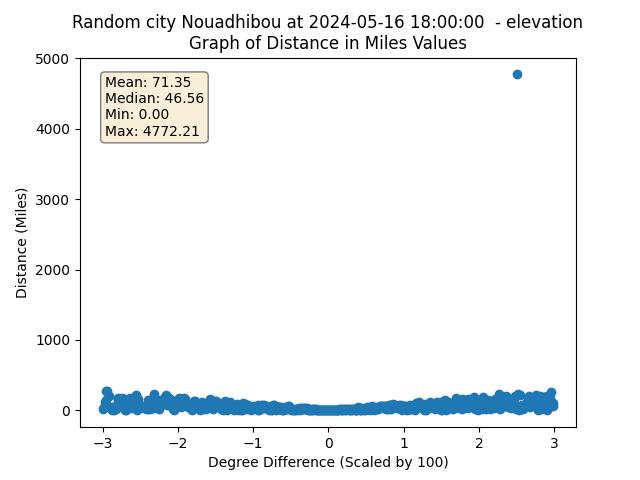 Random city Nouadhibou at 2024-05-16 18:00:00  - elevation
Graph of Distance in Miles Values
Mean: 71.35
Median: 46.56
Min: 0.00
Max: 4772.21
Distance (Miles)
5000
4000
3000
2000
1000
0
−3 −2 −1 0 1 2 3
Degree Difference (Scaled by 100)